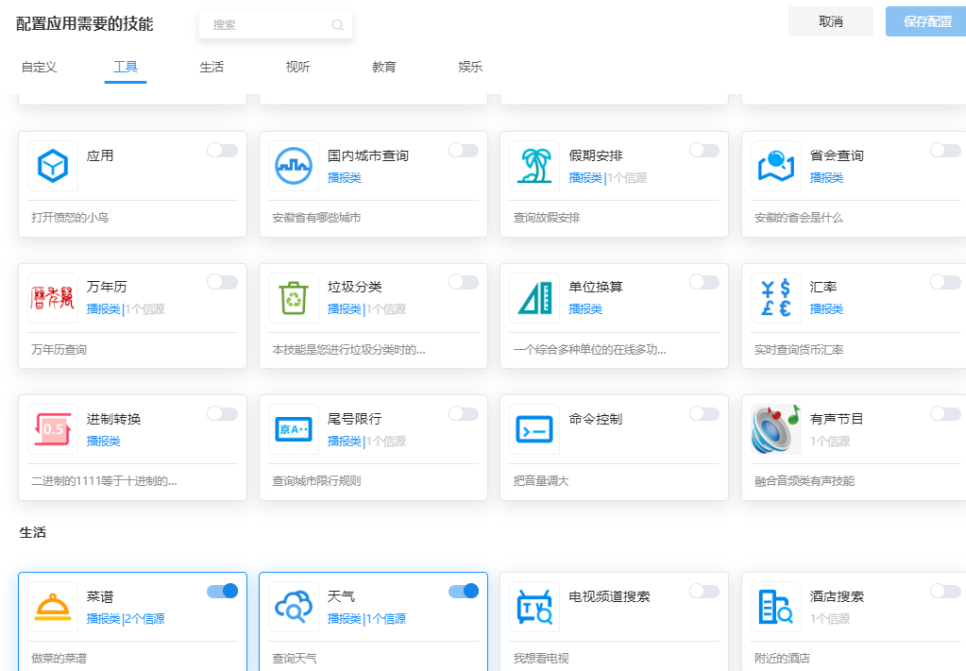 配置应用需要的技能
搜索
取消
保存配置
自定义 工具 生活 视听 教育 娱乐
应用
打开愤怒的小鸟
国内城市查询
播报类
安徽省有哪些城市
假期安排
播报类|1个信源
查询放假安排
省会查询
播报类
安徽的省会是什么
万年历
播报类|1个信源
万年历查询
垃圾分类
播报类|1个信源
本技能是您进行垃圾分类时的...
单位换算
播报类
一个综合多种单位的在线多功...
¥ $
£ €
汇率
播报类
实时查询货币汇率
0.5
进制转换
播报类
二进制的1111等于十进制的...
京A··
尾号限行
播报类|1个信源
查询城市限行规则
命令控制
把音量调大
有声节目
1个信源
融合音频类有声技能
生活
菜谱
播报类|2个信源
做菜的菜谱
天气
播报类|1个信源
查询天气
TV
电视频道搜索
我想看电视
酒店搜索
1个信源
附近的酒店